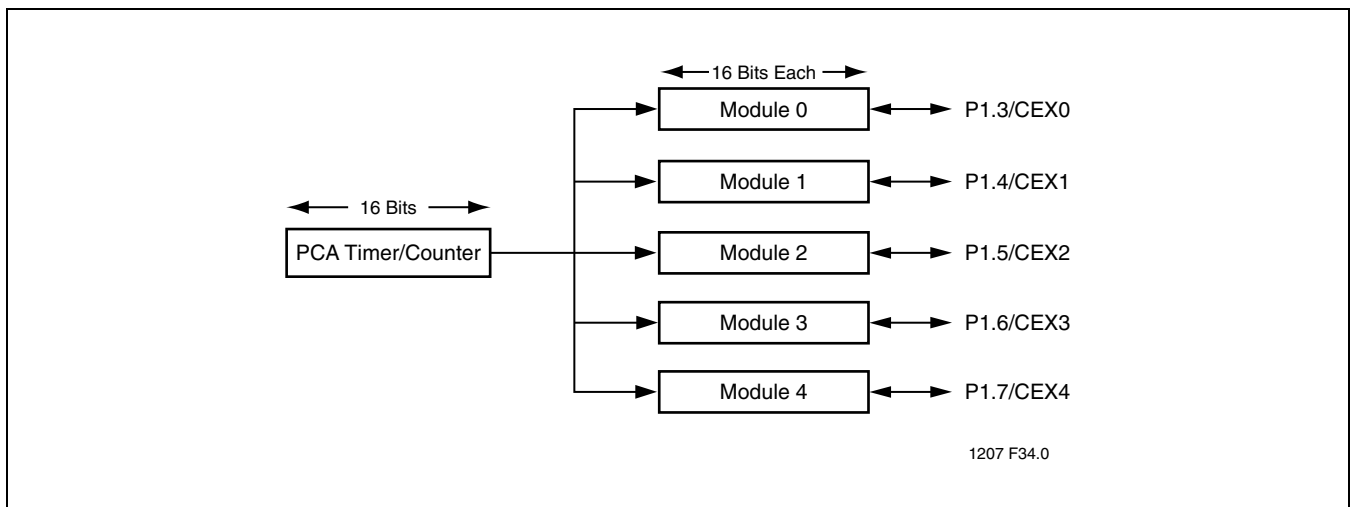 16 Bits Each
Module 0
P1.3/CEX0
Module 1
P1.4/CEX1
16 Bits
PCA Timer/Counter
Module 2
P1.5/CEX2
Module 3
P1.6/CEX3
Module 4
P1.7/CEX4
1207 F34.0